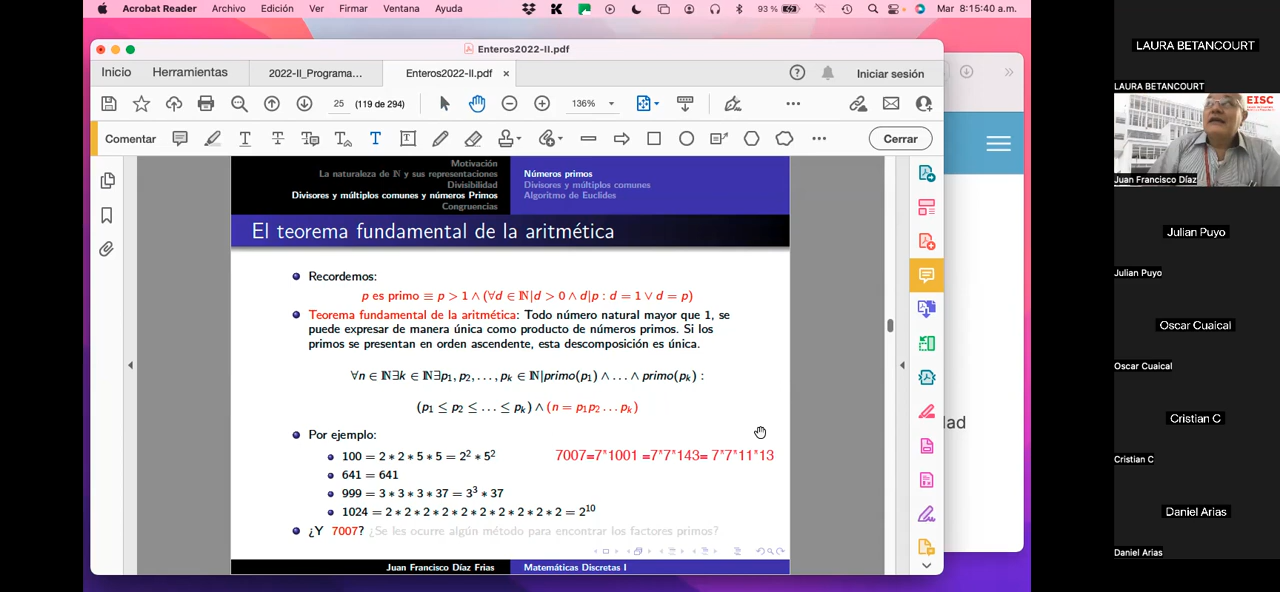 Acrobat Reader Archivo Edición Ver Firmar Ventana Ayuda 93 % Mar 8:15:40 a.m.
Enteros2022-II.pdf
Inicio Herramientas 2022-II_Programa... Enteros2022-II.pdf × Iniciar sesión
25 (119 de 294) 136%
Comentar Cerrar
Motivación
La naturaleza de ℕ y sus representaciones
Divisibilidad
Divisores y múltiplos comunes y números Primos
Congruencias
Números primos
Divisores y múltiplos comunes
Algoritmo de Euclides
El teorema fundamental de la aritmética
Recordemos:
p es primo ≡ p > 1 ∧ (∀d ∈ ℕ|d > 0 ∧ d|p : d = 1 ∨ d = p)
Teorema fundamental de la aritmética: Todo número natural mayor que 1, se
puede expresar de manera única como producto de números primos. Si los
primos se presentan en orden ascendente, esta descomposición es única.
∀n ∈ ℕ∃k ∈ ℕ∃p₁, p₂, . . . , pₖ ∈ ℕ|primo(p₁) ∧ . . . ∧ primo(pₖ) :
(p₁ ≤ p₂ ≤ . . . ≤ pₖ) ∧ (n = p₁p₂ . . . pₖ)
Por ejemplo:
100 = 2 ∗ 2 ∗ 5 ∗ 5 = 2² ∗ 5² 7007=7*1001 =7*7*143= 7*7*11*13
641 = 641
999 = 3 ∗ 3 ∗ 3 ∗ 37 = 3³ ∗ 37
1024 = 2 ∗ 2 ∗ 2 ∗ 2 ∗ 2 ∗ 2 ∗ 2 ∗ 2 ∗ 2 ∗ 2 = 2¹⁰
¿Y 7007? ¿Se les ocurre algún método para encontrar los factores primos?
Juan Francisco Díaz Frias Matemáticas Discretas I
dad
LAURA BETANCOURT
LAURA BETANCOURT
EISC
Juan Francisco Díaz
Julian Puyo
Julian Puyo
Oscar Cuaical
Oscar Cuaical
Cristian C
Cristian C
Daniel Arias
Daniel Arias